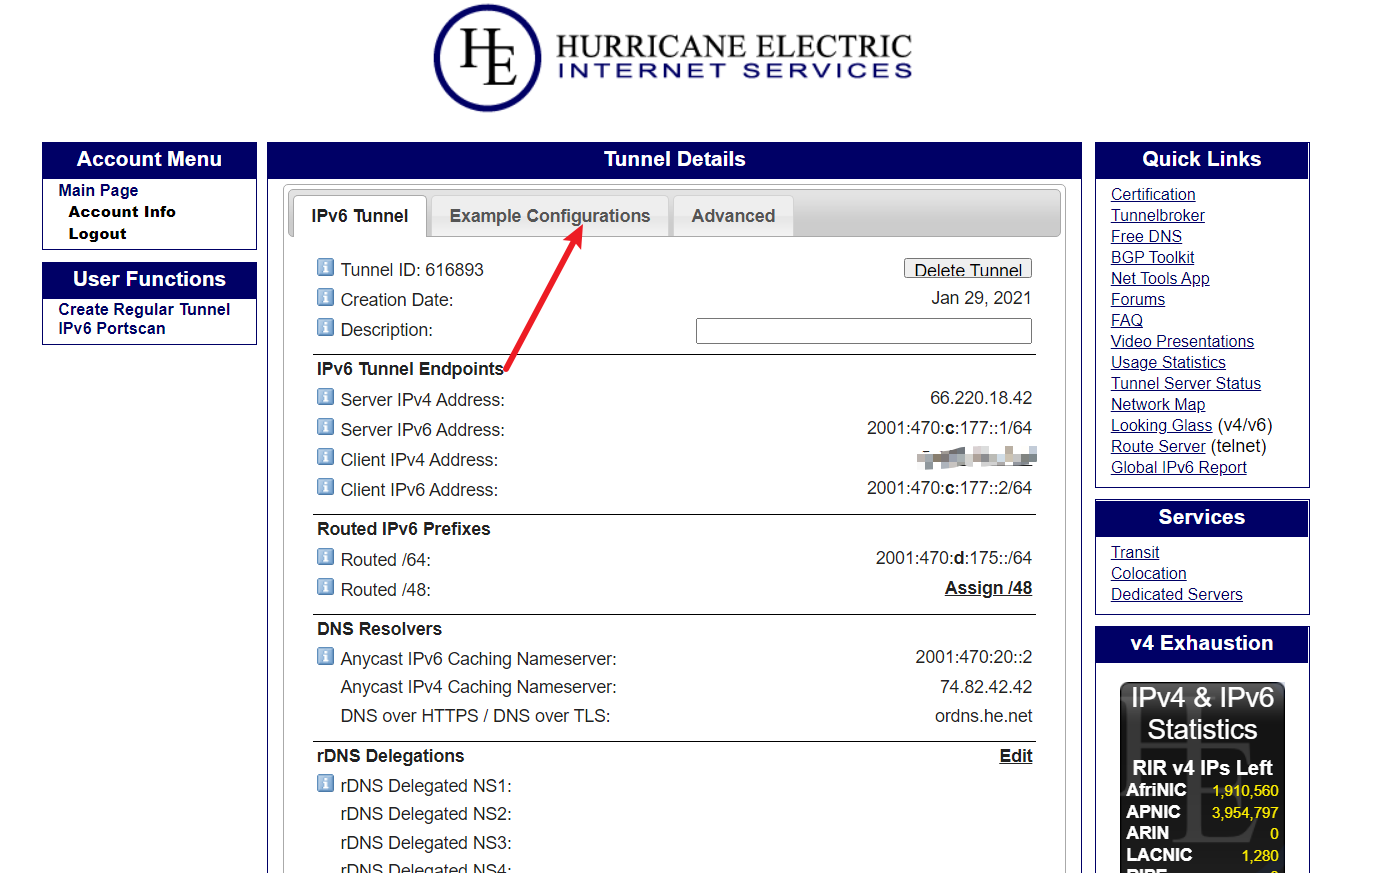 HE
HURRICANE ELECTRIC
INTERNET SERVICES
Account Menu
Main Page
Account Info
Logout
User Functions
Create Regular Tunnel
IPv6 Portscan
Tunnel Details
IPv6 Tunnel Example Configurations Advanced
Tunnel ID: 616893 Delete Tunnel
Creation Date: Jan 29, 2021
Description:
IPv6 Tunnel Endpoints
Server IPv4 Address: 66.220.18.42
Server IPv6 Address: 2001:470:c:177::1/64
Client IPv4 Address:
Client IPv6 Address: 2001:470:c:177::2/64
Routed IPv6 Prefixes
Routed /64: 2001:470:d:175::/64
Routed /48: Assign /48
DNS Resolvers
Anycast IPv6 Caching Nameserver: 2001:470:20::2
Anycast IPv4 Caching Nameserver: 74.82.42.42
DNS over HTTPS / DNS over TLS: ordns.he.net
rDNS Delegations Edit
rDNS Delegated NS1:
rDNS Delegated NS2:
rDNS Delegated NS3:
rDNS Delegated NS4:
Quick Links
Certification
Tunnelbroker
Free DNS
BGP Toolkit
Net Tools App
Forums
FAQ
Video Presentations
Usage Statistics
Tunnel Server Status
Network Map
Looking Glass (v4/v6)
Route Server (telnet)
Global IPv6 Report
Services
Transit
Colocation
Dedicated Servers
v4 Exhaustion
IPv4 & IPv6
Statistics
RIR v4 IPs Left
AfriNIC 1,910,560
APNIC 3,954,797
ARIN 0
LACNIC 1,280